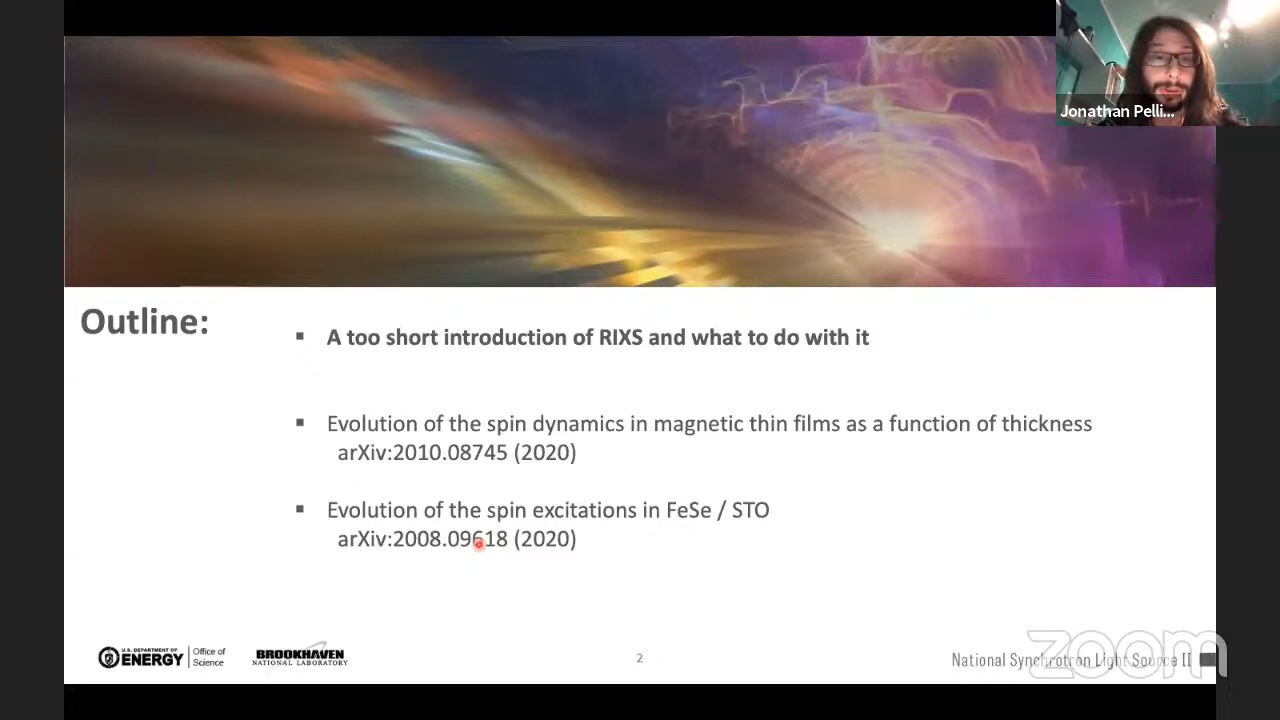 Jonathan Pelli...
Outline:
▪ A too short introduction of RIXS and what to do with it
▪ Evolution of the spin dynamics in magnetic thin films as a function of thickness
arXiv:2010.08745 (2020)
▪ Evolution of the spin excitations in FeSe / STO
arXiv:2008.09618 (2020)
U.S. DEPARTMENT OF
ENERGY
Office of
Science
BROOKHAVEN
NATIONAL LABORATORY
2
National Synchrotron Light Source II
zoom